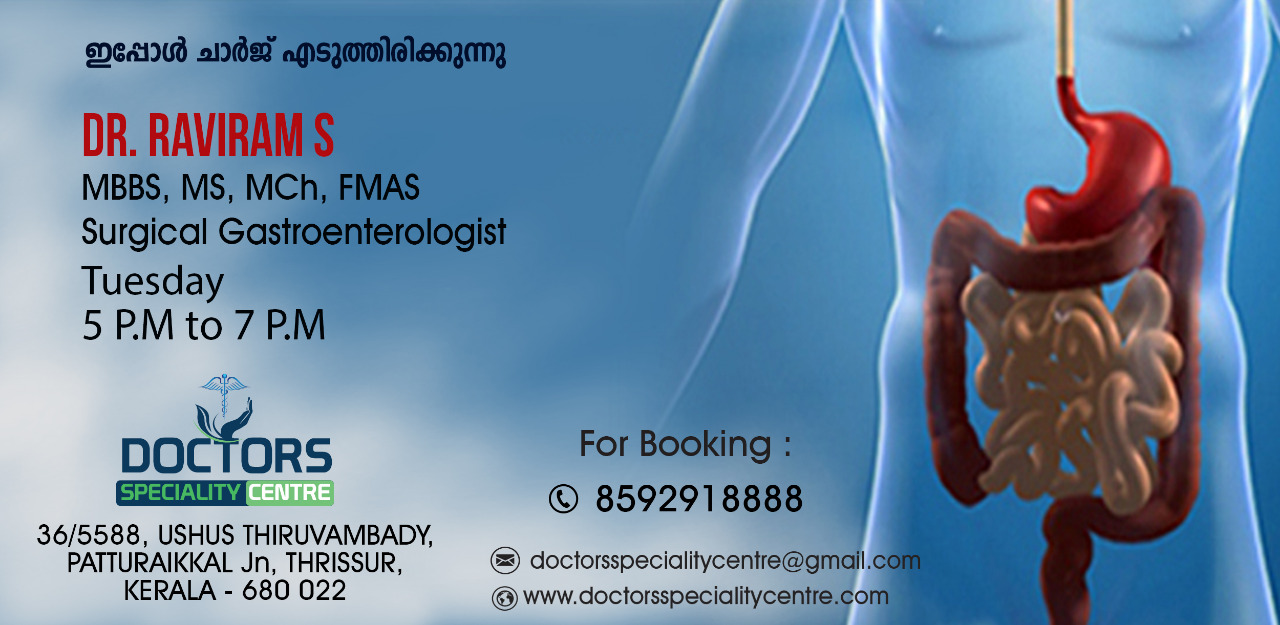 ഇപ്പോൾ ചാർജ് എടുത്തിരിക്കുന്നു
DR. RAVIRAM S
MBBS, MS, MCh, FMAS
Surgical Gastroenterologist
Tuesday
5 P.M to 7 P.M
DOCTORS
SPECIALITY CENTRE
36/5588, USHUS THIRUVAMBADY,
PATTURAIKKAL Jn, THRISSUR,
KERALA - 680 022
For Booking :
8592918888
doctorsspecialitycentre@gmail.com
www.doctorsspecialitycentre.com